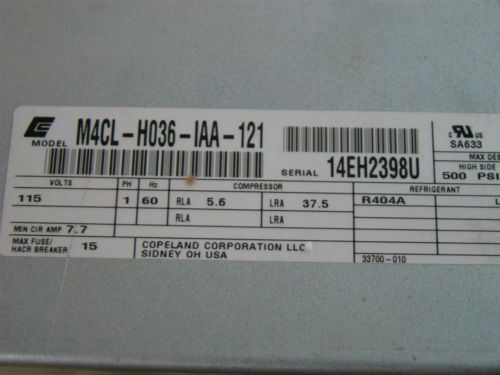 MODEL M4CL-H036-IAA-121
SERIAL 14EH2398U
SA633
MAX DES
HIGH SIDE
500 PSI
VOLTS PH Hz COMPRESSOR REFRIGERANT
115 1 60 RLA 5.6 LRA 37.5 R404A
RLA LRA
MIN CIR AMP 7.7
MAX FUSE/
HACR BREAKER 15
COPELAND CORPORATION LLC
SIDNEY OH USA
33700-010